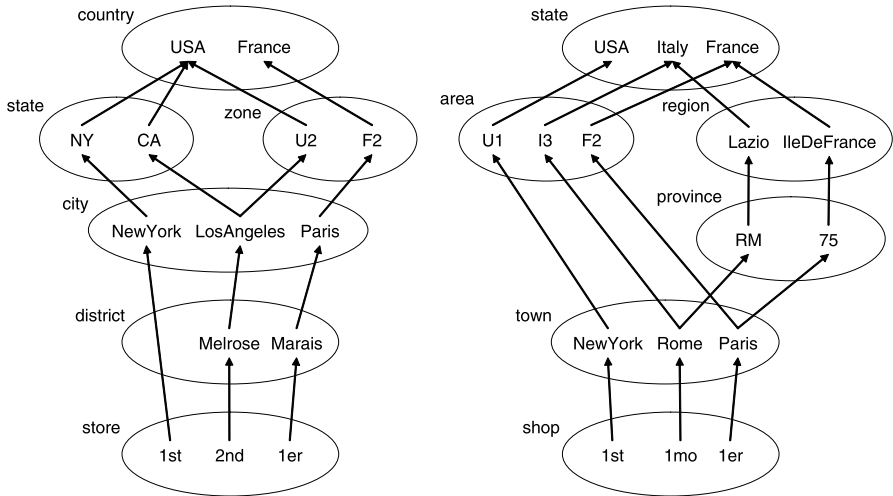 country
USA France
state
zone
NY CA
U2 F2
city
NewYork LosAngeles Paris
district
Melrose Marais
store
1st 2nd 1er
state
USA Italy France
area
region
U1 I3 F2
Lazio IleDeFrance
province
RM 75
town
NewYork Rome Paris
shop
1st 1mo 1er